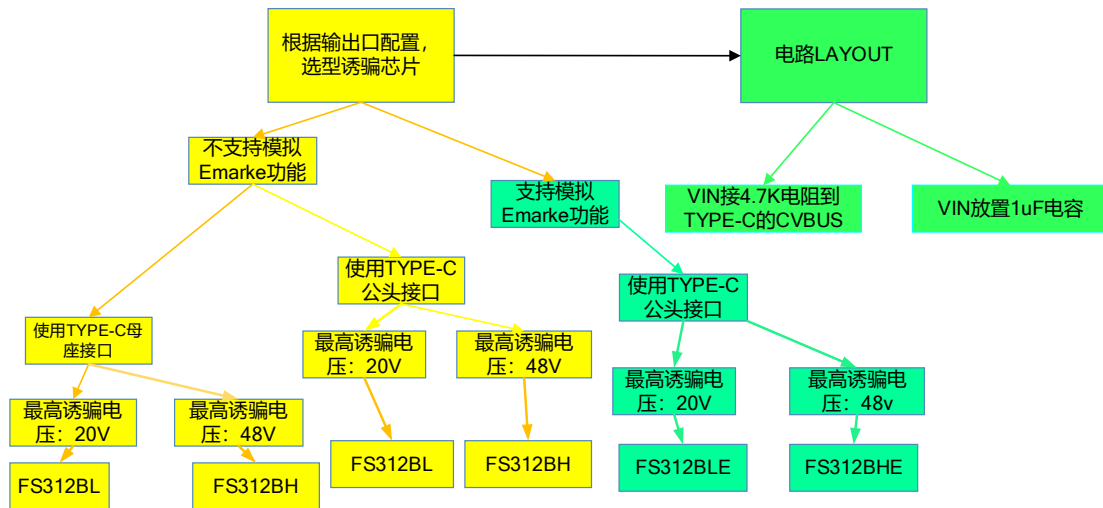 根据输出口配置，
选型诱骗芯片
电路LAYOUT
不支持模拟
Emarke功能
支持模拟
Emarke功能
VIN接4.7K电阻到
TYPE-C的CVBUS
VIN放置1uF电容
使用TYPE-C
公头接口
使用TYPE-C
公头接口
使用TYPE-C母
座接口
最高诱骗电
压：20V
最高诱骗电
压：48V
最高诱骗电
压：20V
最高诱骗电
压：48v
最高诱骗电
压：20V
最高诱骗电
压：48V
FS312BL
FS312BH
FS312BLE
FS312BHE
FS312BL
FS312BH